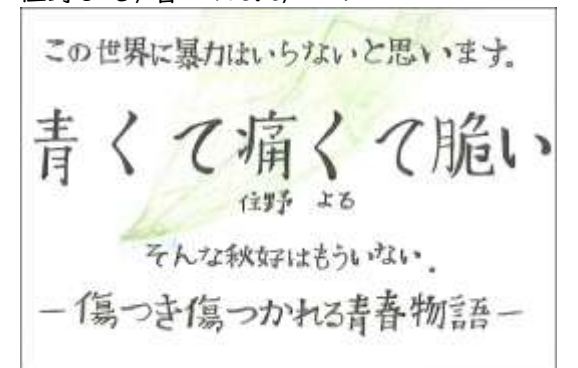 この世界に暴力はいらないと思います。
青くて痛くて脆い
住野 よる
そんな秋好はもういない。
－傷つき傷つかれる青春物語－